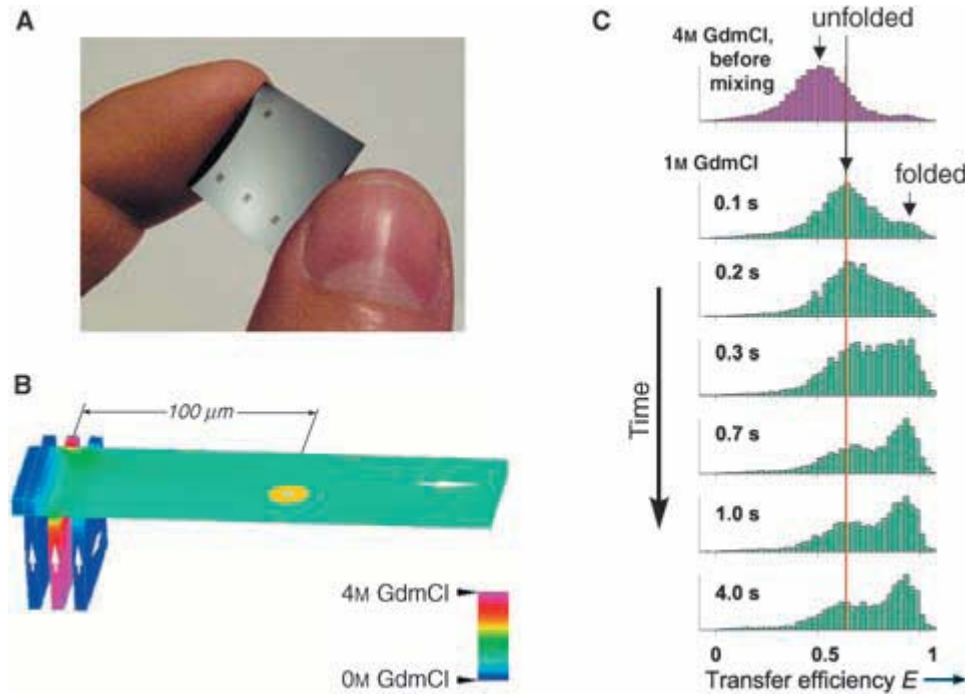 A
B
100 µm
4M GdmCl
0M GdmCl
C
unfolded
4M GdmCl,
before
mixing
1M GdmCl
folded
0.1 s
0.2 s
0.3 s
0.7 s
1.0 s
4.0 s
Time
0 0.5 1
Transfer efficiency E